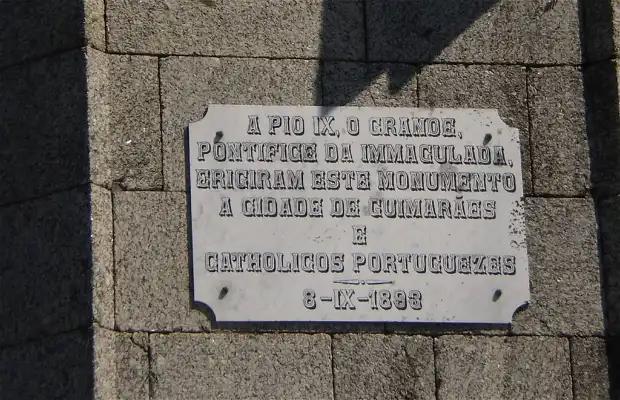 A PIO IX, O GRANDE,
PONTIFICE DA IMMACULADA,
ERIGIRAM ESTE MONUMENTO
A CIDADE DE GUIMARÃES
E
CATHOLICOS PORTUGUEZES
8-IX-1893